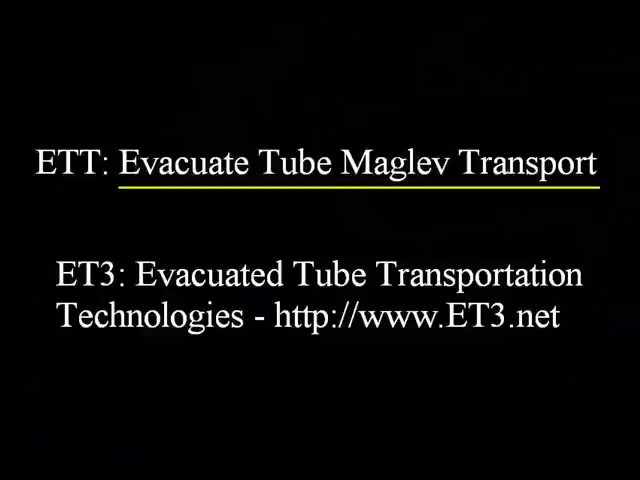 ETT: Evacuate Tube Maglev Transport
ET3: Evacuated Tube Transportation
Technologies - http://www.ET3.net